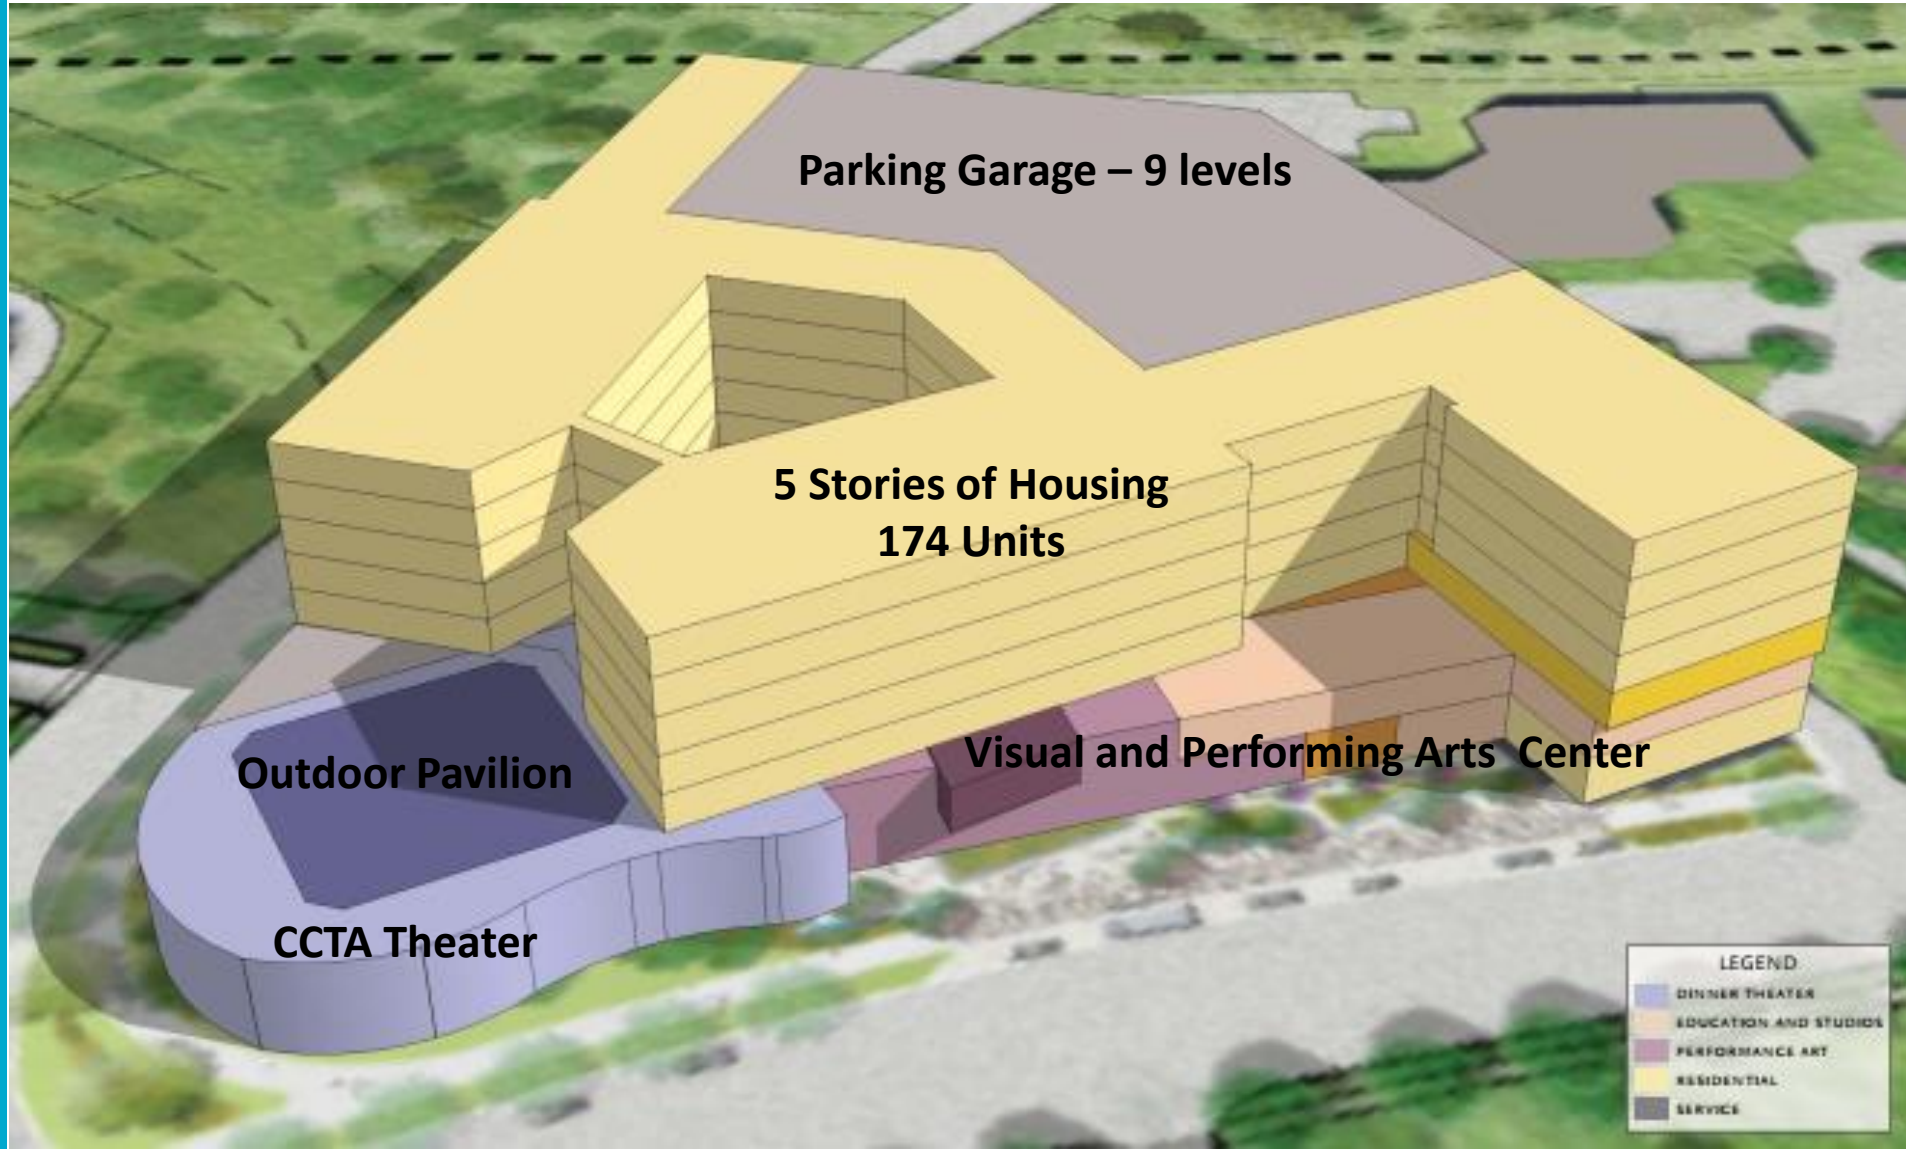 Parking Garage – 9 levels
5 Stories of Housing
174 Units
Visual and Performing Arts Center
Outdoor Pavilion
CCTA Theater
LEGEND
DINNER THEATER
EDUCATION AND STUDIOS
PERFORMANCE ART
RESIDENTIAL
SERVICE